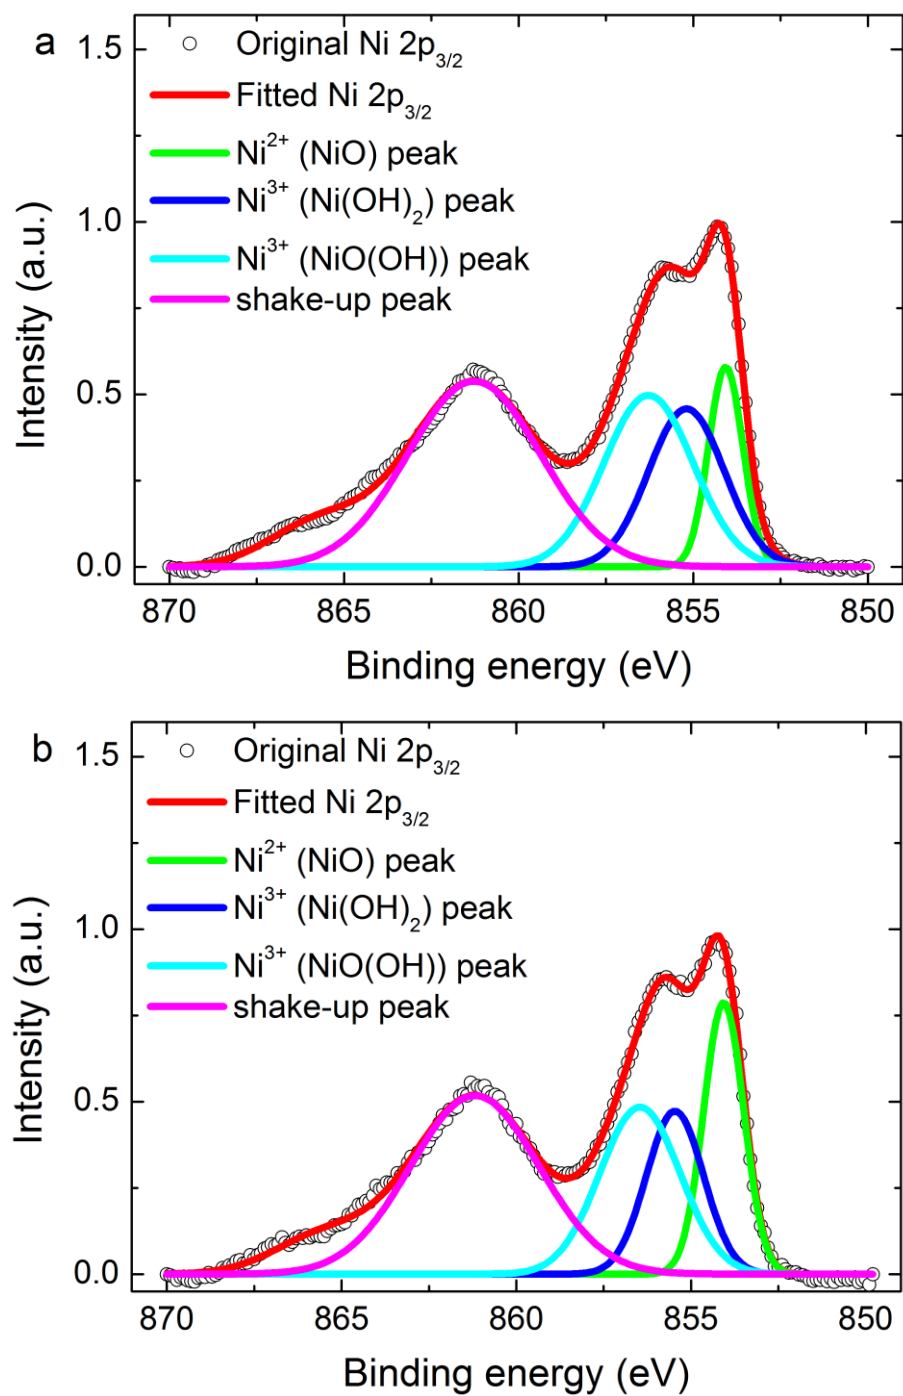 a
Original Ni 2p3/2
Fitted Ni 2p3/2
Ni2+ (NiO) peak
Ni3+ (Ni(OH)2) peak
Ni3+ (NiO(OH)) peak
shake-up peak
1.5
1.0
0.5
0.0
Intensity (a.u.)
870 865 860 855 850
Binding energy (eV)
b
Original Ni 2p3/2
Fitted Ni 2p3/2
Ni2+ (NiO) peak
Ni3+ (Ni(OH)2) peak
Ni3+ (NiO(OH)) peak
shake-up peak
1.5
1.0
0.5
0.0
Intensity (a.u.)
870 865 860 855 850
Binding energy (eV)